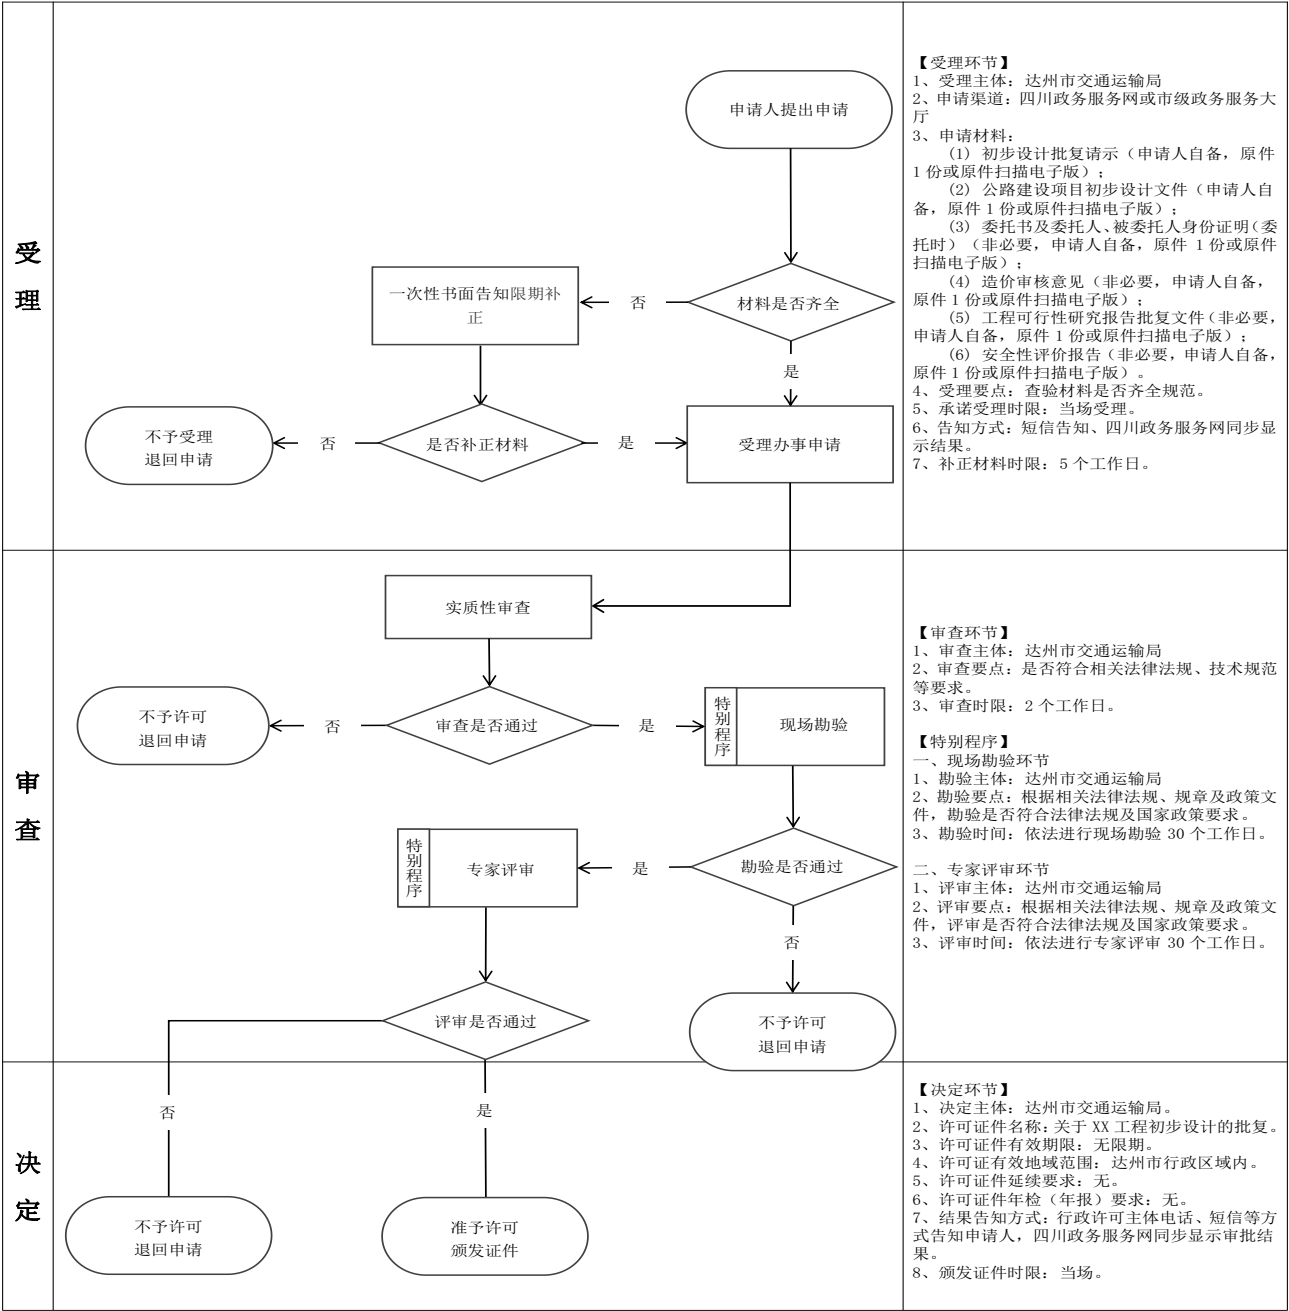 受
理
申请人提出申请
材料是否齐全
否
一次性书面告知限期补
正
是
是否补正材料
否
不予受理
退回申请
是
受理办事申请
【受理环节】
1、受理主体：达州市交通运输局
2、申请渠道：四川政务服务网或市级政务服务大
厅
3、申请材料：
(1) 初步设计批复请示（申请人自备，原件
1 份或原件扫描电子版）；
(2) 公路建设项目初步设计文件（申请人自
备，原件 1 份或原件扫描电子版）；
(3) 委托书及委托人、被委托人身份证明（委
托时）（非必要，申请人自备，原件 1 份或原件
扫描电子版）；
(4) 造价审核意见（非必要，申请人自备，
原件 1 份或原件扫描电子版）；
(5) 工程可行性研究报告批复文件（非必要，
申请人自备，原件 1 份或原件扫描电子版）；
(6) 安全性评价报告（非必要，申请人自备，
原件 1 份或原件扫描电子版）。
4、受理要点：查验材料是否齐全规范。
5、承诺受理时限：当场受理。
6、告知方式：短信告知、四川政务服务网同步显
示结果。
7、补正材料时限：5 个工作日。
审
查
实质性审查
审查是否通过
否
不予许可
退回申请
是
特别程序
现场勘验
勘验是否通过
是
特别程序
专家评审
否
不予许可
退回申请
评审是否通过
【审查环节】
1、审查主体：达州市交通运输局
2、审查要点：是否符合相关法律法规、技术规范
等要求。
3、审查时限：2 个工作日。
【特别程序】
一、现场勘验环节
1、勘验主体：达州市交通运输局
2、勘验要点：根据相关法律法规、规章及政策文
件，勘验是否符合法律法规及国家政策要求。
3、勘验时间：依法进行现场勘验 30 个工作日。
二、专家评审环节
1、评审主体：达州市交通运输局
2、评审要点：根据相关法律法规、规章及政策文
件，评审是否符合法律法规及国家政策要求。
3、评审时间：依法进行专家评审 30 个工作日。
决
定
否
不予许可
退回申请
是
准予许可
颁发证件
【决定环节】
1、决定主体：达州市交通运输局。
2、许可证件名称：关于 XX 工程初步设计的批复。
3、许可证件有效期限：无限期。
4、许可证有效地域范围：达州市行政区域内。
5、许可证件延续要求：无。
6、许可证件年检（年报）要求：无。
7、结果告知方式：行政许可主体电话、短信等方
式告知申请人，四川政务服务网同步显示审批结
果。
8、颁发证件时限：当场。